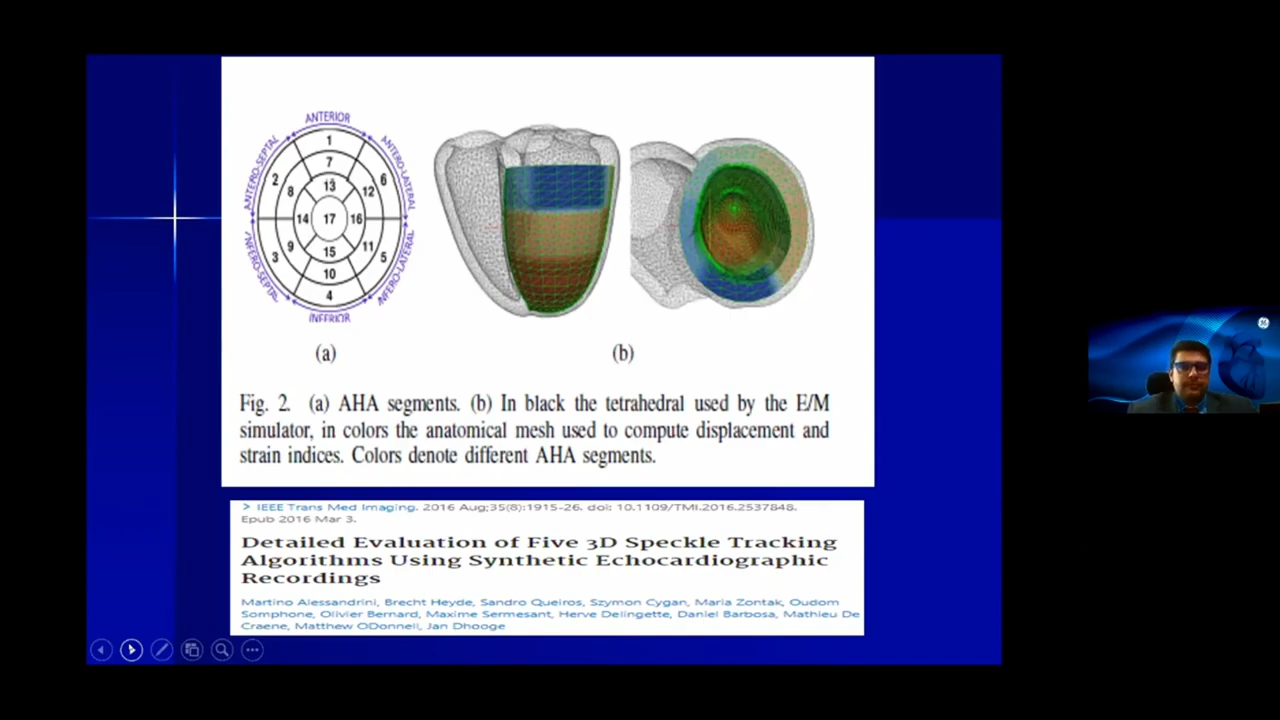 ANTERIOR
ANTERO-SEPTAL
ANTERO-LATERAL
1
7
2
8
13
12
6
14
17
16
3
9
15
11
5
10
4
INFERO-SEPTAL
INFERO-LATERAL
INFERIOR
(a)
(b)
Fig. 2. (a) AHA segments. (b) In black the tetrahedral used by the E/M
simulator, in colors the anatomical mesh used to compute displacement and
strain indices. Colors denote different AHA segments.
> IEEE Trans Med Imaging. 2016 Aug;35(8):1915-26. doi: 10.1109/TMI.2016.2537848.
Epub 2016 Mar 3.
Detailed Evaluation of Five 3D Speckle Tracking
Algorithms Using Synthetic Echocardiographic
Recordings
Martino Alessandrini, Brecht Heyde, Sandro Queiros, Szymon Cygan, Maria Zontak, Oudom
Somphone, Olivier Bernard, Maxime Sermesant, Herve Delingette, Daniel Barbosa, Mathieu De
Craene, Matthew ODonnell, Jan Dhooge